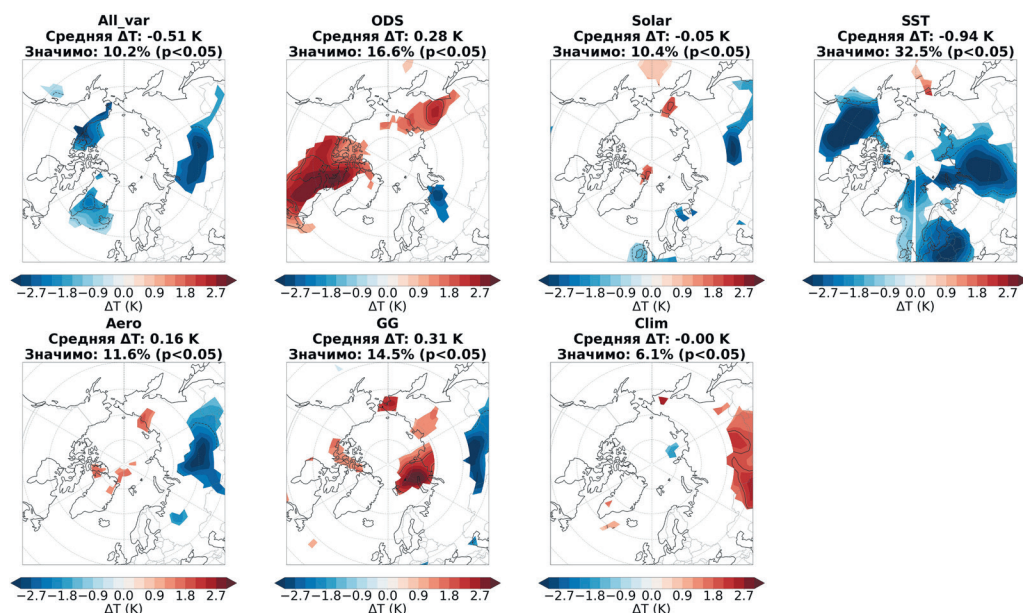 All_var
Средняя ΔT: -0.51 K
Значимо: 10.2% (p<0.05)
ODS
Средняя ΔT: 0.28 K
Значимо: 16.6% (p<0.05)
Solar
Средняя ΔT: -0.05 K
Значимо: 10.4% (p<0.05)
SST
Средняя ΔT: -0.94 K
Значимо: 32.5% (p<0.05)
−2.7 −1.8 −0.9 0.0 0.9 1.8 2.7
ΔT (K)
−2.7 −1.8 −0.9 0.0 0.9 1.8 2.7
ΔT (K)
−2.7 −1.8 −0.9 0.0 0.9 1.8 2.7
ΔT (K)
−2.7 −1.8 −0.9 0.0 0.9 1.8 2.7
ΔT (K)
Aero
Средняя ΔT: 0.16 K
Значимо: 11.6% (p<0.05)
GG
Средняя ΔT: 0.31 K
Значимо: 14.5% (p<0.05)
Clim
Средняя ΔT: -0.00 K
Значимо: 6.1% (p<0.05)
−2.7 −1.8 −0.9 0.0 0.9 1.8 2.7
ΔT (K)
−2.7 −1.8 −0.9 0.0 0.9 1.8 2.7
ΔT (K)
−2.7 −1.8 −0.9 0.0 0.9 1.8 2.7
ΔT (K)